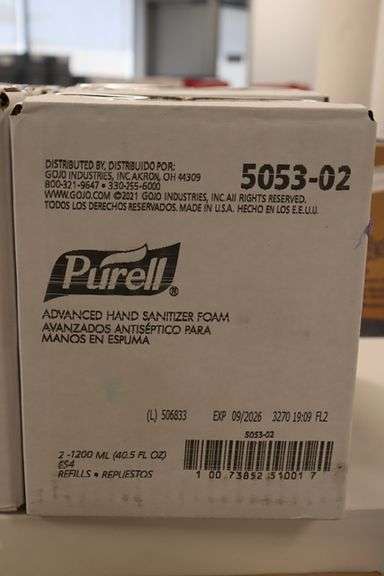 DISTRIBUTED BY, DISTRIBUIDO POR:
GOJO INDUSTRIES, INC. AKRON, OH 44309
800-321-9647 • 330-255-6000
WWW.GOJO.COM ©2021 GOJO INDUSTRIES, INC. All RIGHTS RESERVED.
TODOS LOS DERECHOS RESERVADOS. MADE IN U.S.A. HECHO EN LOS E.E.U.U.
5053-02
Purell®
ADVANCED HAND SANITIZER FOAM
AVANZADOS ANTISÉPTICO PARA
MANOS EN ESPUMA
(L) 506833 EXP 09/2026 3270 19:09 FL2
5053-02
2 -1200 ML (40.5 FL OZ)
ES4
REFILLS • REPUESTOS
1 00 73852 51001 7